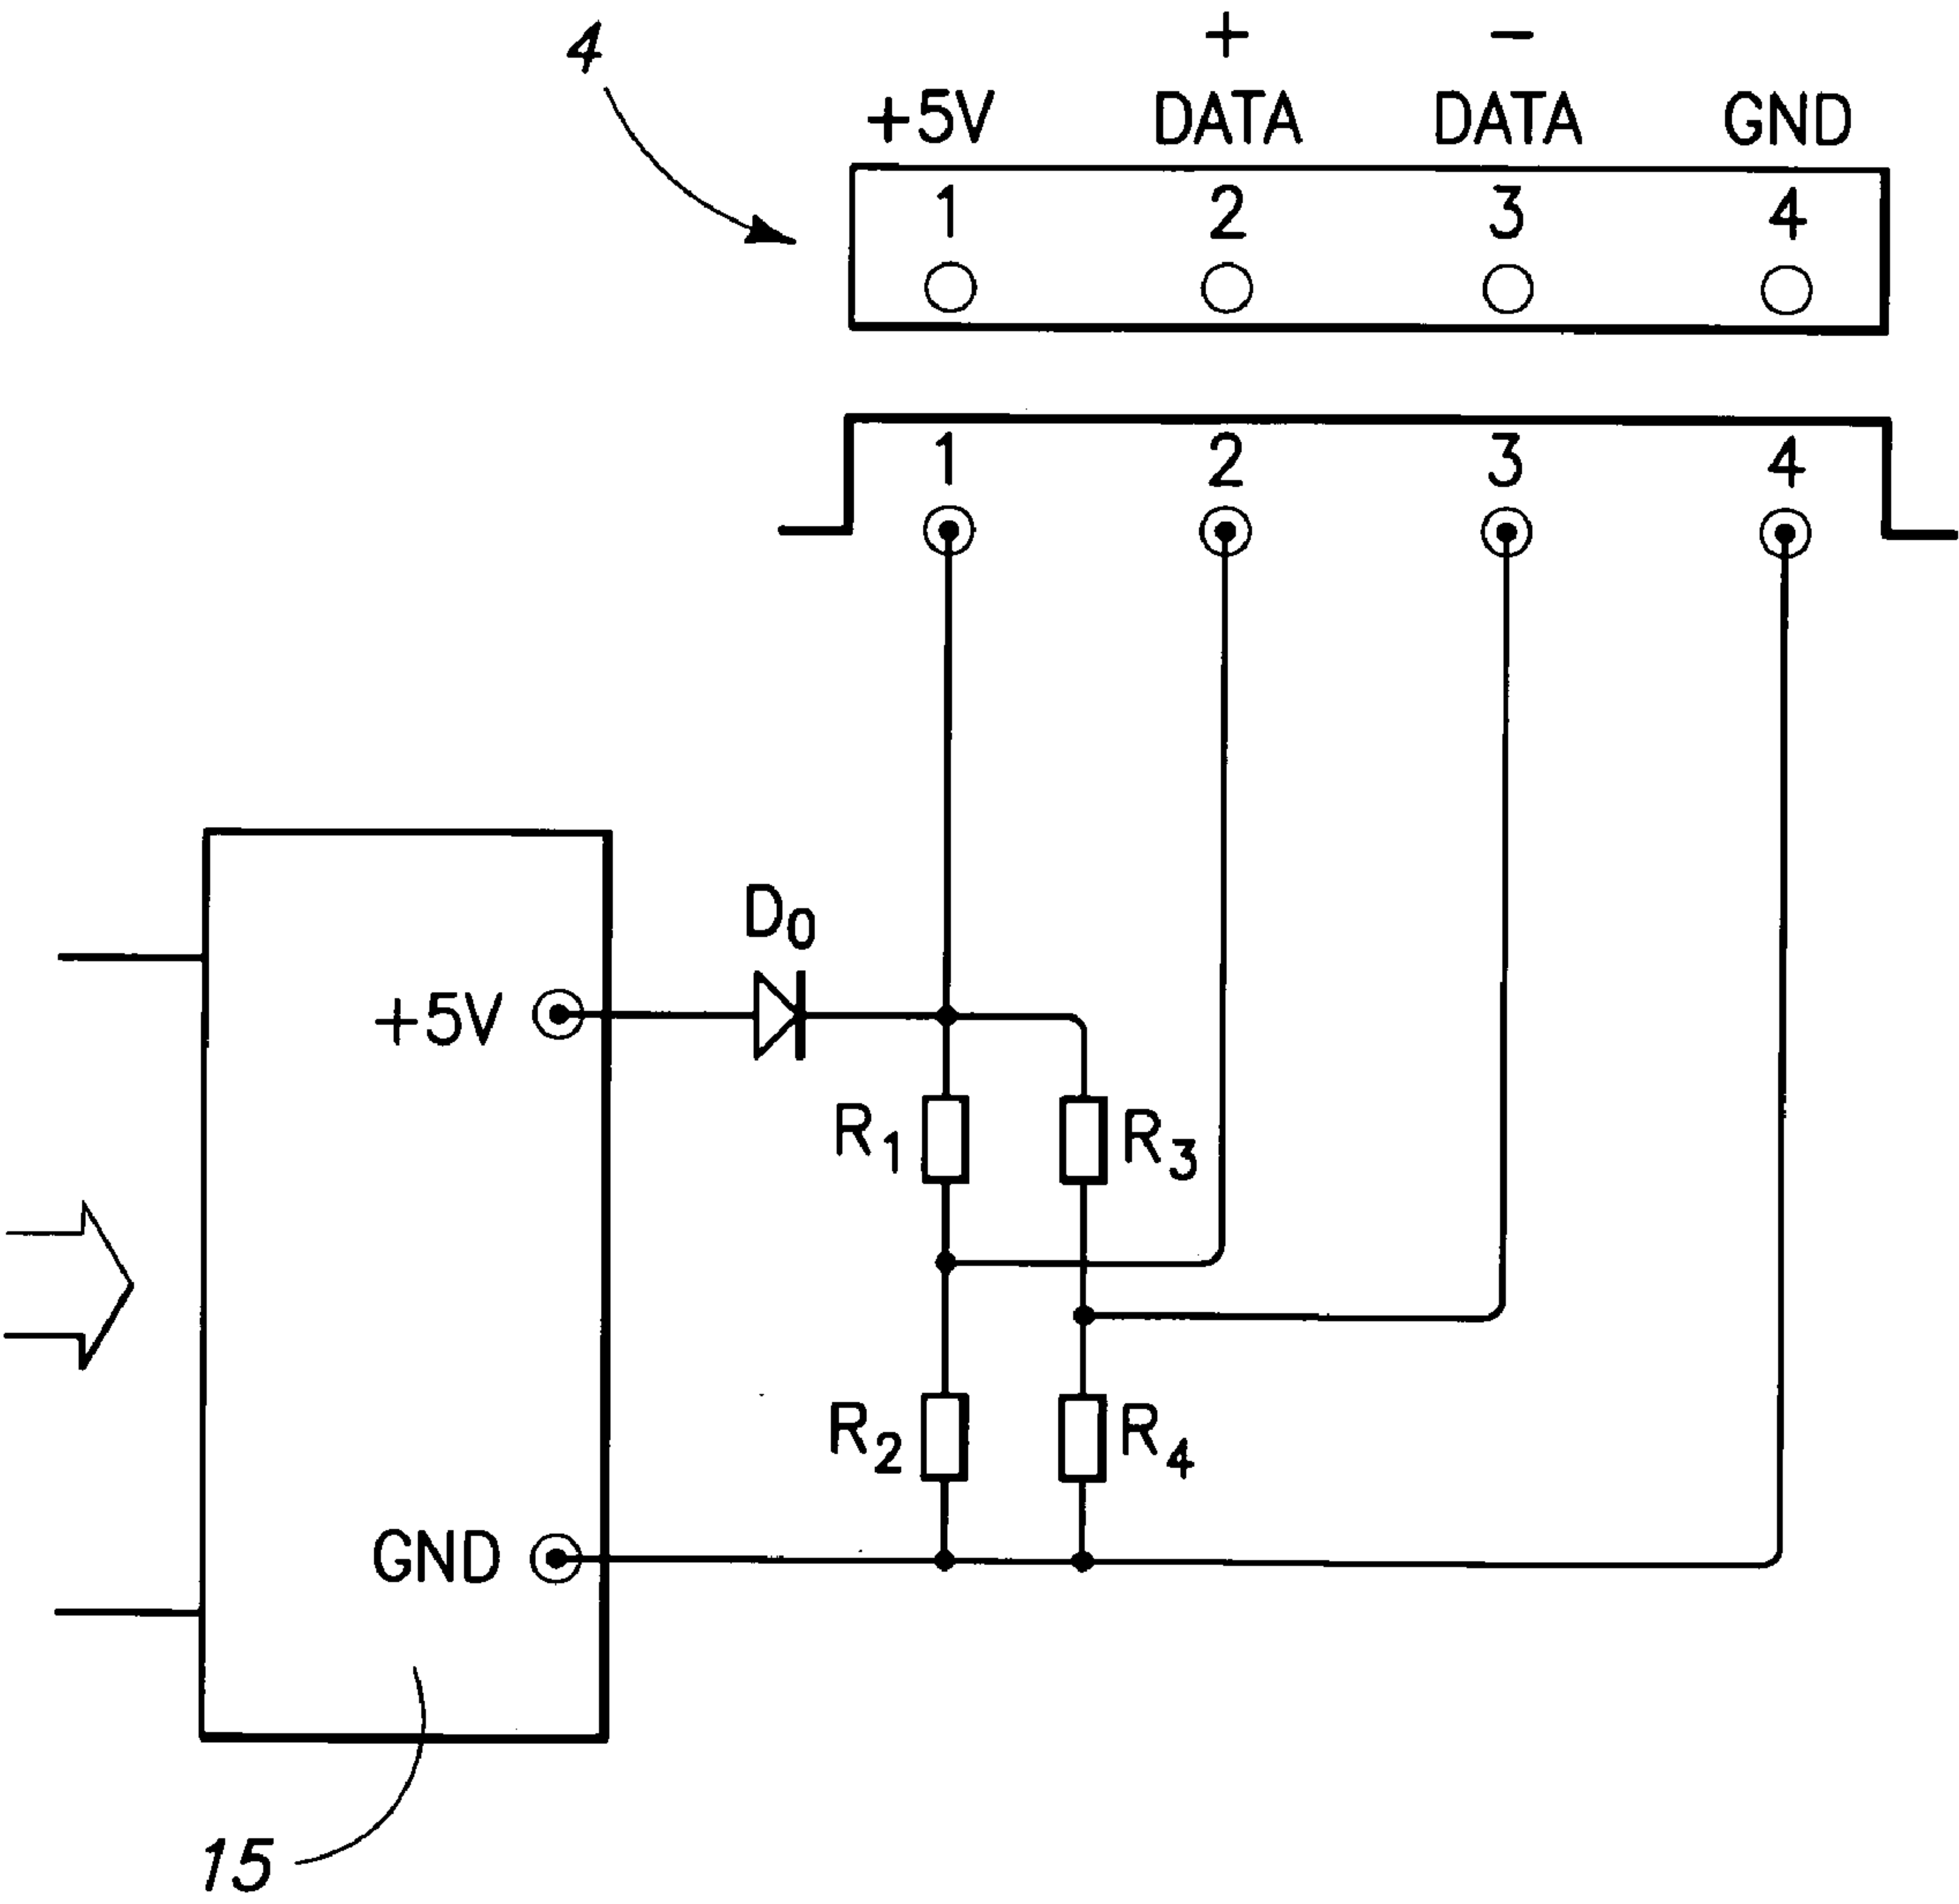 4
+ -
+5V DATA DATA GND
1 2 3 4
1 2 3 4
D0
+5V
R1 R3
R2 R4
GND
15